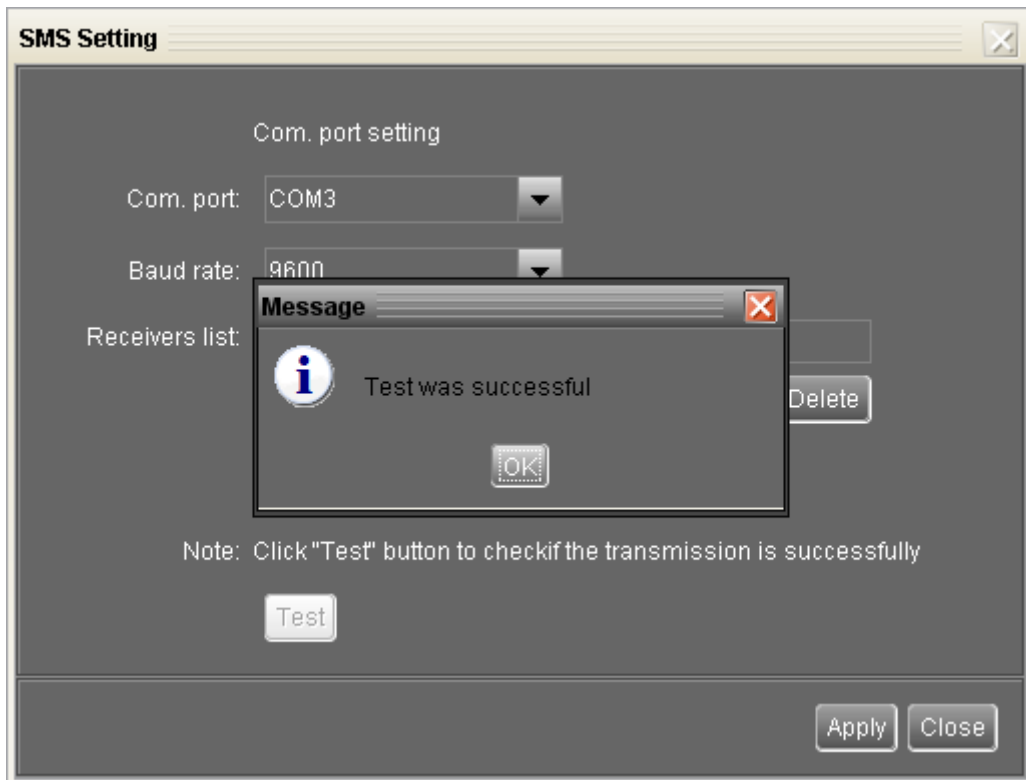 SMS Setting
Com. port setting
Com. port: COM3
Baud rate: 9600
Message
Receivers list:
Test was successful
Delete
OK
Note: Click "Test" button to checkif the transmission is successfully
Test
Apply Close